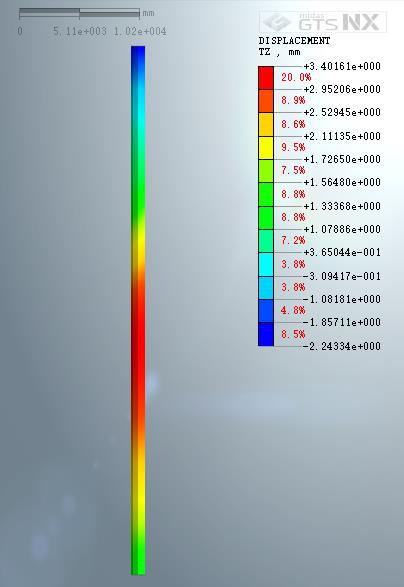 mm
0 5.11e+003 1.02e+004
midas
GTS NX
DISPLACEMENT
TZ , mm
+3.40161e+000
20.0%
+2.95206e+000
8.9%
+2.52945e+000
8.6%
+2.11135e+000
9.5%
+1.72650e+000
7.5%
+1.56480e+000
8.8%
+1.33368e+000
8.8%
+1.07886e+000
7.2%
+3.65044e-001
3.8%
-3.09417e-001
3.8%
-1.08181e+000
4.8%
-1.85711e+000
8.5%
-2.24334e+000